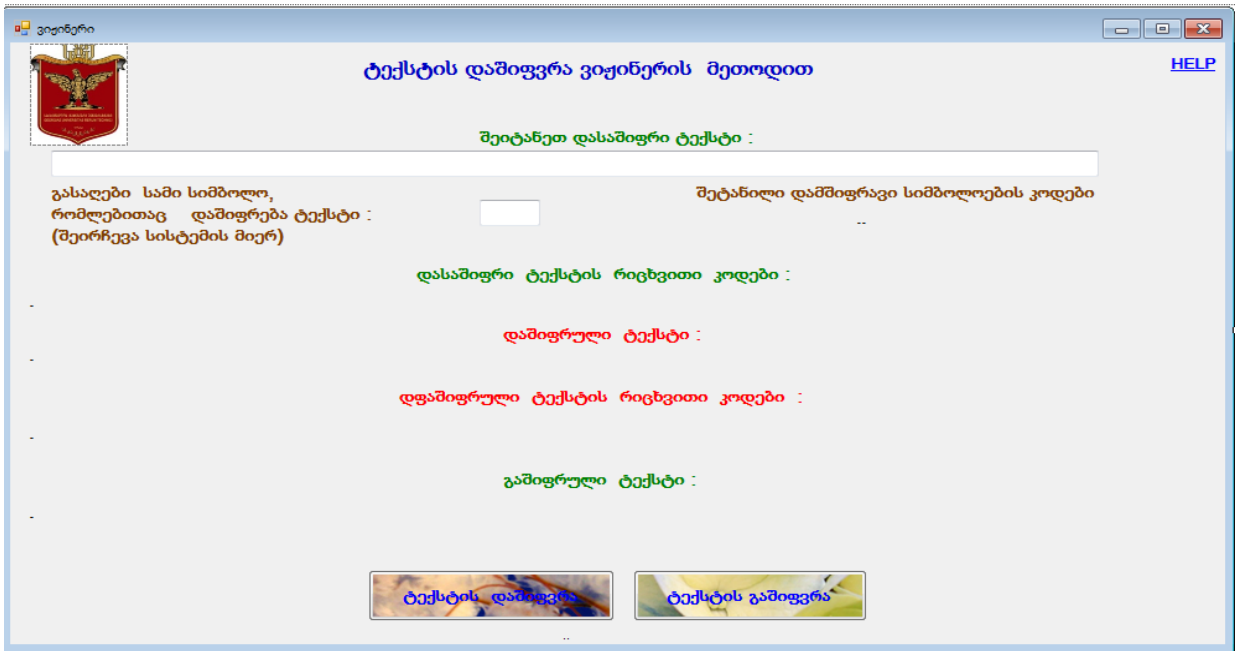 ვიჟინერი
ტექსტის დაშიფვრა ვიჟინერის მეთოდით
HELP
შეიტანეთ დასაშიფრი ტექსტი :
გასაღები სამი სიმბოლო,
რომლებითაც დაშიფრება ტექსტი :
(შეირჩევა სისტემის მიერ)
შეტანილი დამშიფრავი სიმბოლოების კოდები
--
დასაშიფრი ტექსტის რიცხვითი კოდები :
-
დაშიფრული ტექსტი :
-
დფაშიფრული ტექსტის რიცხვითი კოდები :
-
გაშიფრული ტექსტი :
-
ტექსტის დაშიფვრა
ტექსტის გაშიფვრა
..